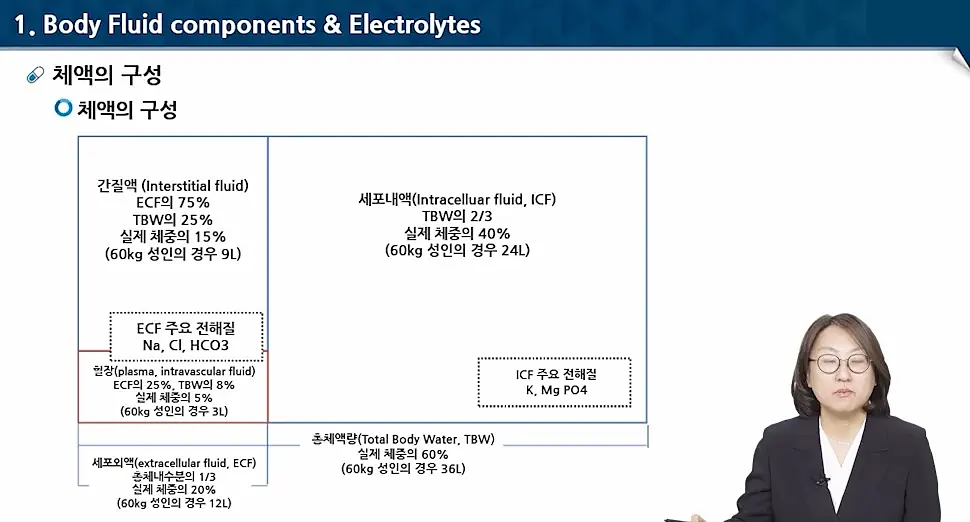 1. Body Fluid components & Electrolytes
체액의 구성
체액의 구성
간질액 (Interstitial fluid)
ECF의 75%
TBW의 25%
실제 체중의 15%
(60kg 성인의 경우 9L)
세포내액(Intracelluar fluid, ICF)
TBW의 2/3
실제 체중의 40%
(60kg 성인의 경우 24L)
ECF 주요 전해질
Na, Cl, HCO3
혈장(plasma, intravascular fluid)
ECF의 25%, TBW의 8%
실제 체중의 5%
(60kg 성인의 경우 3L)
ICF 주요 전해질
K, Mg PO4
총체액량(Total Body Water, TBW)
실제 체중의 60%
(60kg 성인의 경우 36L)
세포외액(extracellular fluid, ECF)
총체내수분의 1/3
실제 체중의 20%
(60kg 성인의 경우 12L)